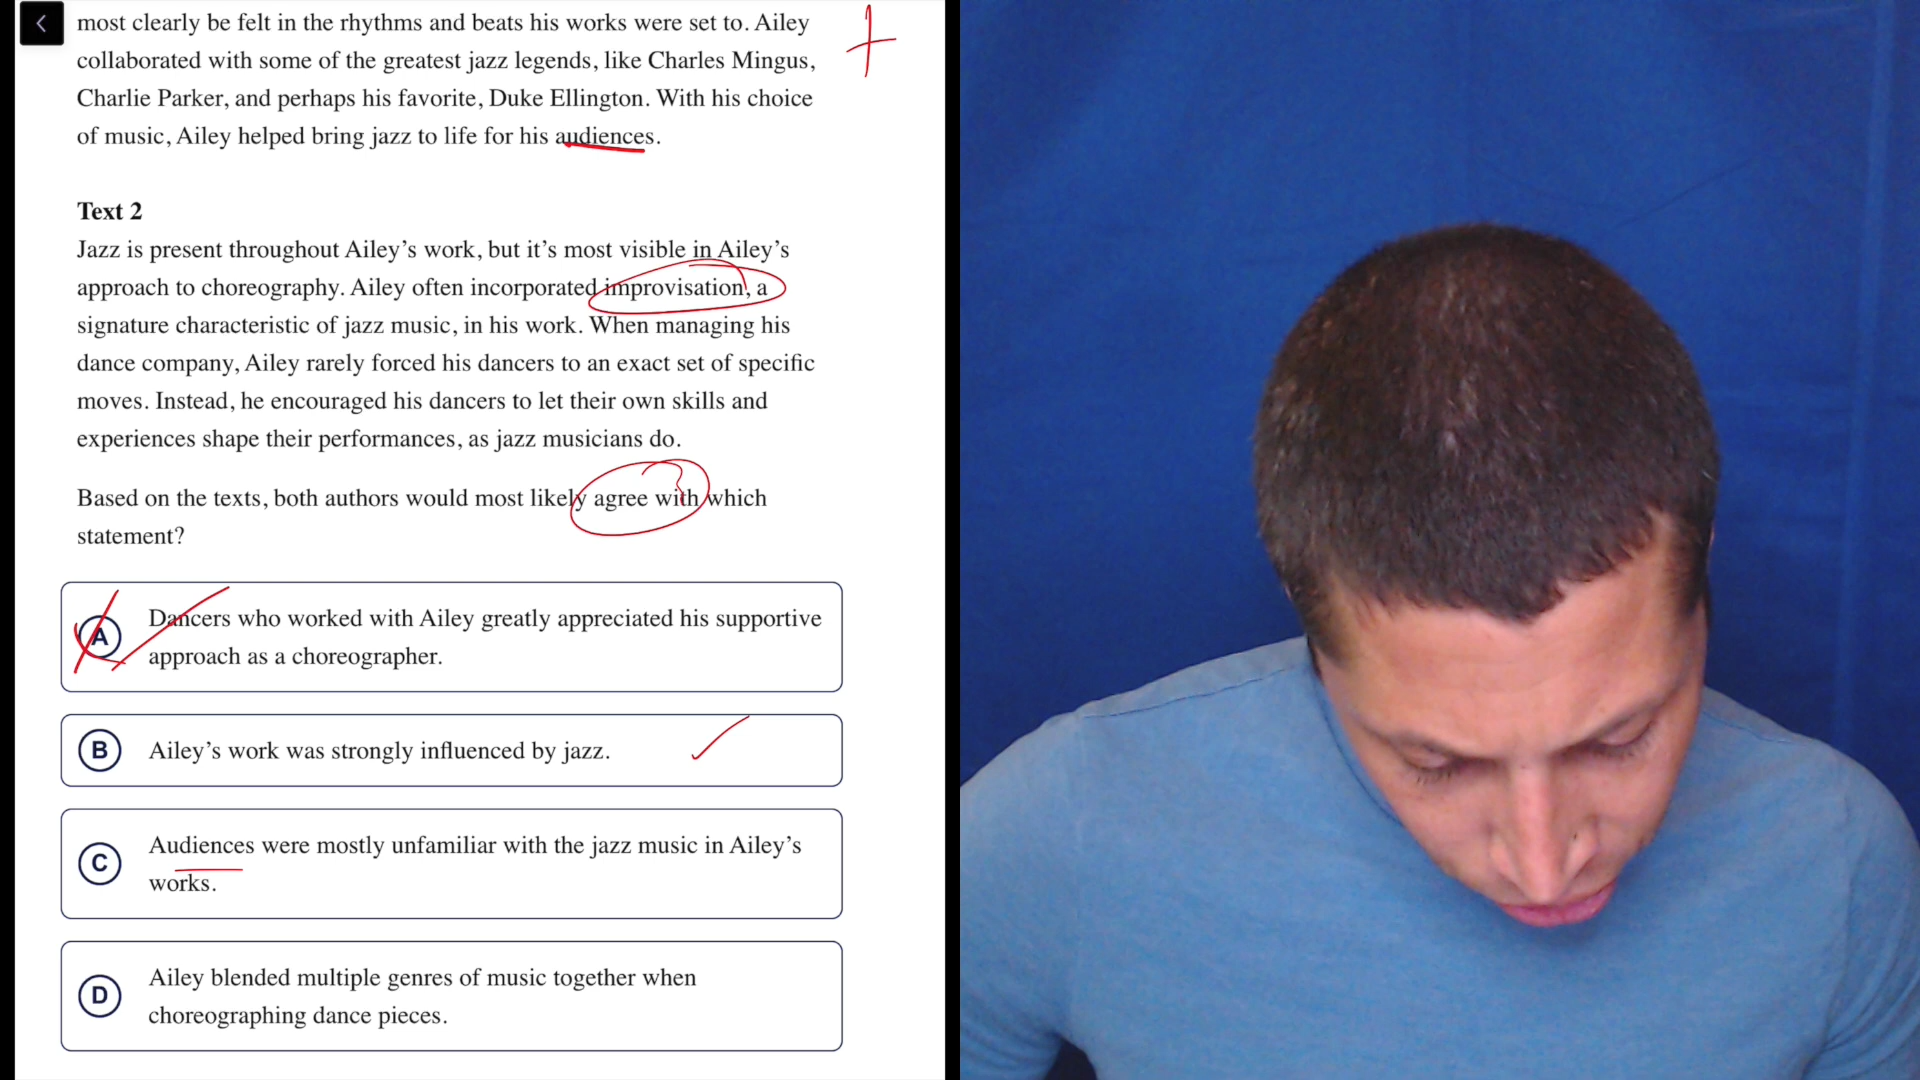 most clearly be felt in the rhythms and beats his works were set to. Ailey
collaborated with some of the greatest jazz legends, like Charles Mingus,
Charlie Parker, and perhaps his favorite, Duke Ellington. With his choice
of music, Ailey helped bring jazz to life for his audiences.
Text 2
Jazz is present throughout Ailey’s work, but it’s most visible in Ailey’s
approach to choreography. Ailey often incorporated improvisation, a
signature characteristic of jazz music, in his work. When managing his
dance company, Ailey rarely forced his dancers to an exact set of specific
moves. Instead, he encouraged his dancers to let their own skills and
experiences shape their performances, as jazz musicians do.
Based on the texts, both authors would most likely agree with which
statement?
A Dancers who worked with Ailey greatly appreciated his supportive
approach as a choreographer.
B Ailey’s work was strongly influenced by jazz.
C Audiences were mostly unfamiliar with the jazz music in Ailey’s
works.
D Ailey blended multiple genres of music together when
choreographing dance pieces.